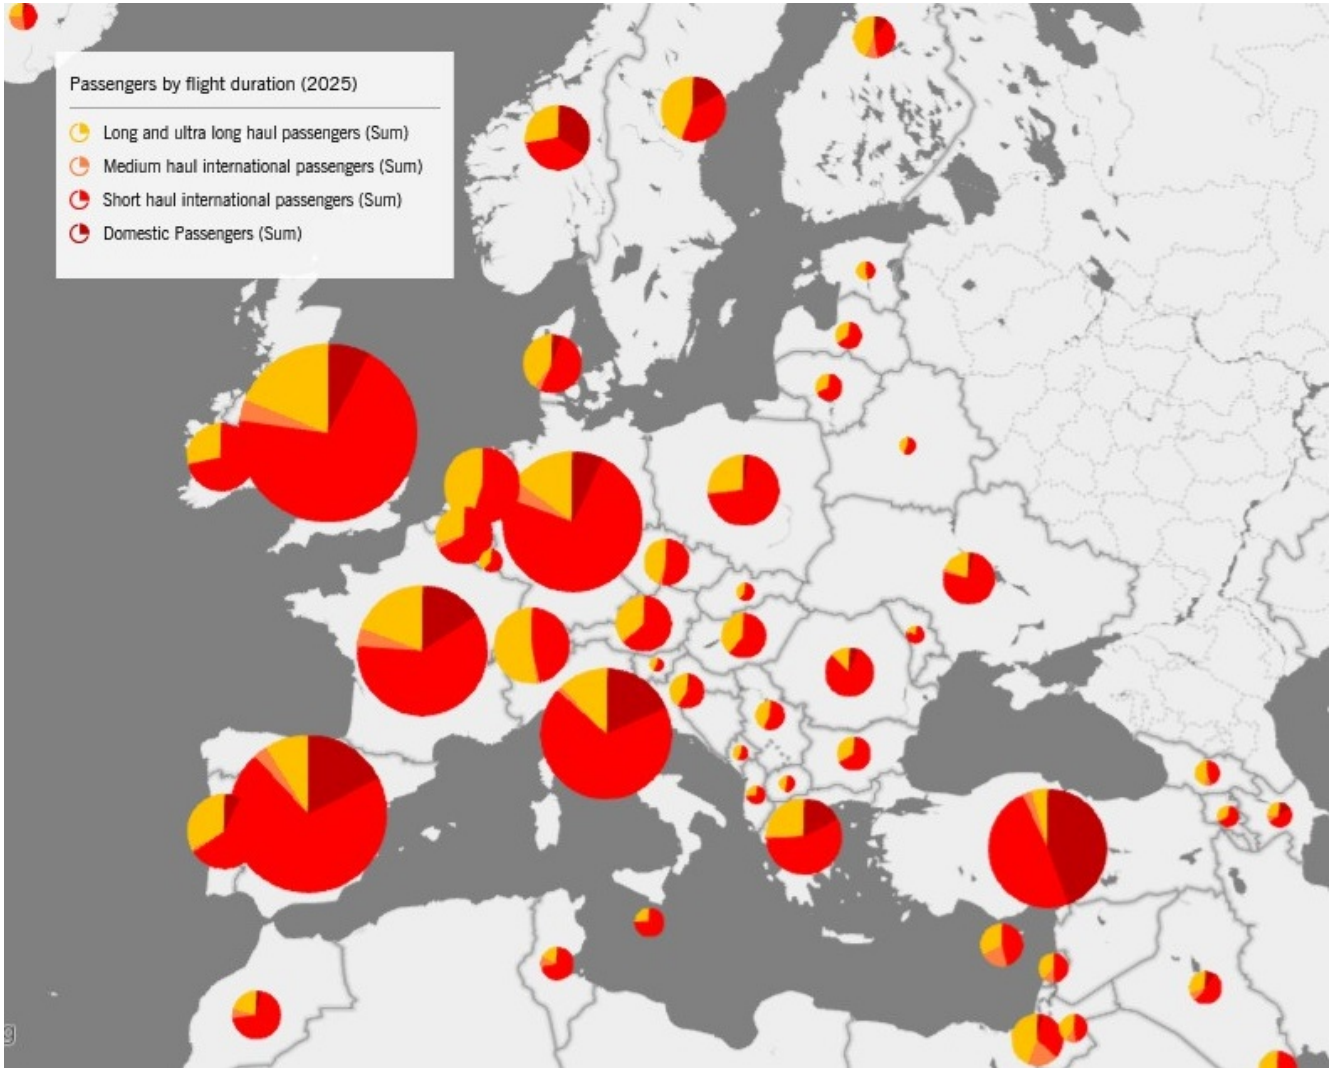 Passengers by flight duration (2025)
Long and ultra long haul passengers (Sum)
Medium haul international passengers (Sum)
Short haul international passengers (Sum)
Domestic Passengers (Sum)